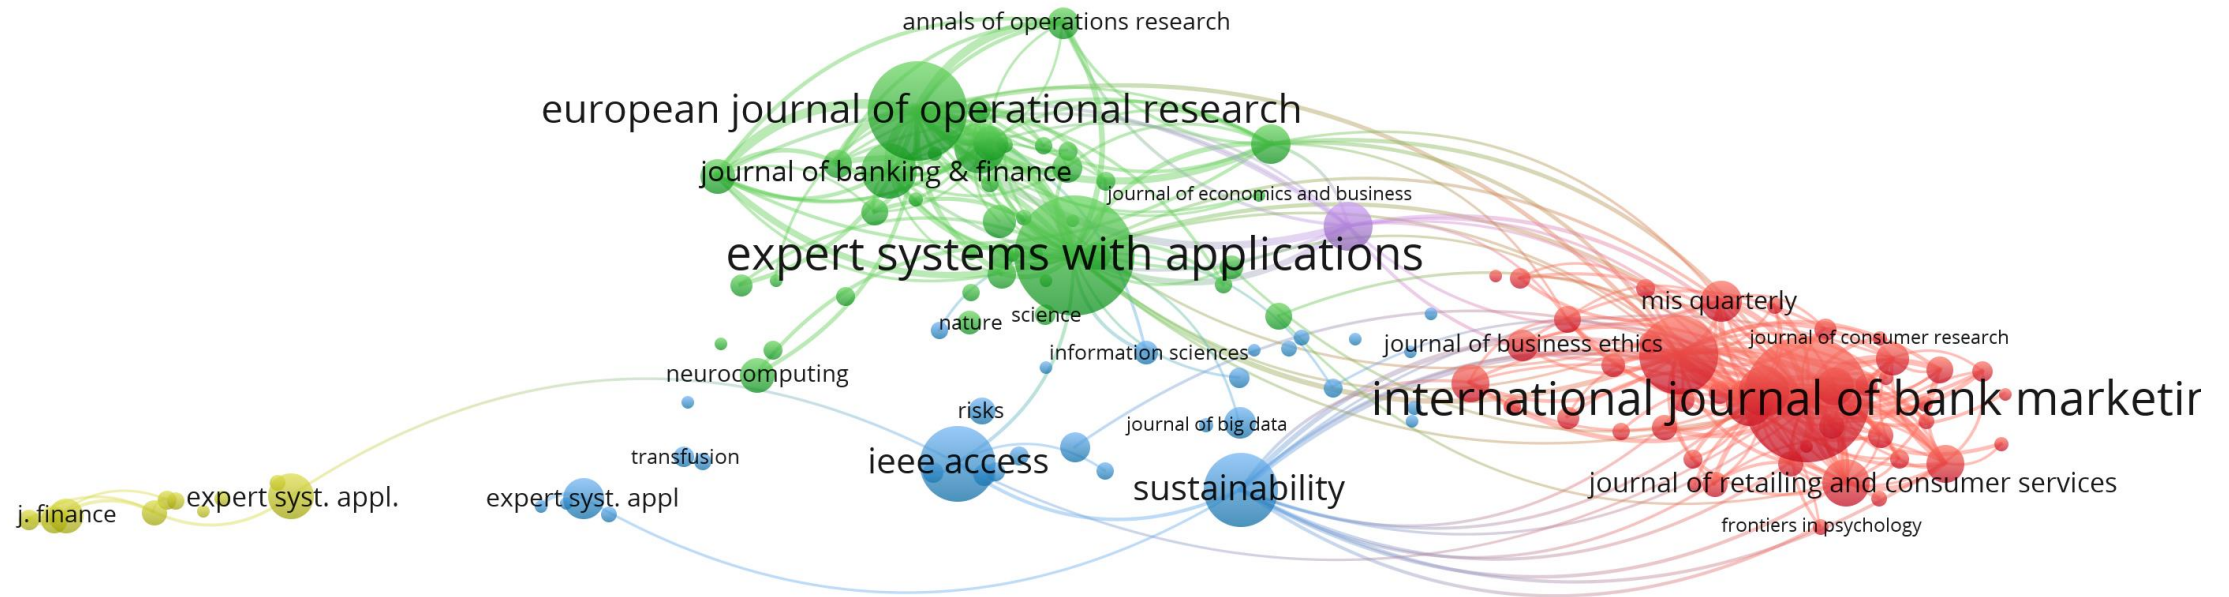 annals of operations research
european journal of operational research
journal of banking & finance
journal of economics and business
expert systems with applications
mis quarterly
nature
science
journal of consumer research
journal of business ethics
information sciences
neurocomputing
international journal of bank marketin
risks
journal of big data
transfusion
ieee access
journal of retailing and consumer services
sustainability
expert syst. appl.
expert syst. appl
j. finance
frontiers in psychology